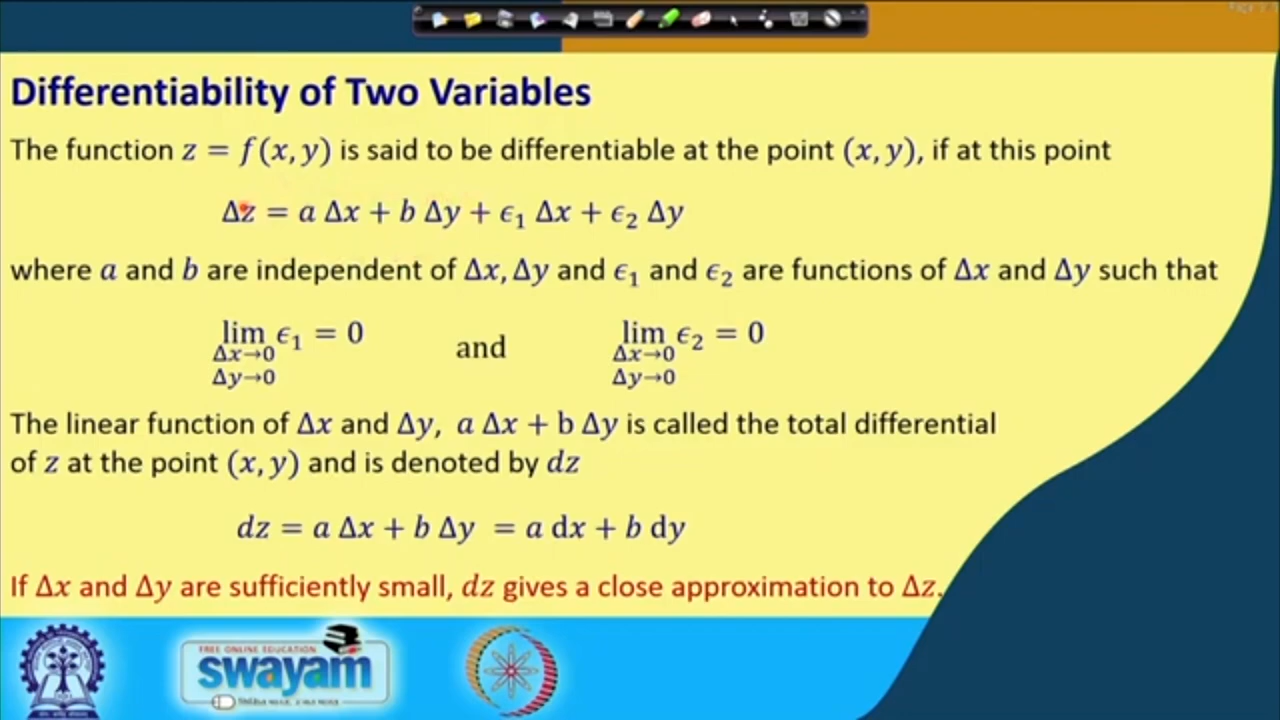 Differentiability of Two Variables
The function z = f(x, y) is said to be differentiable at the point (x, y), if at this point
Δz = a Δx + b Δy + ϵ₁ Δx + ϵ₂ Δy
where a and b are independent of Δx, Δy and ϵ₁ and ϵ₂ are functions of Δx and Δy such that
lim ϵ₁ = 0 and lim ϵ₂ = 0
Δx→0 Δx→0
Δy→0 Δy→0
The linear function of Δx and Δy, a Δx + b Δy is called the total differential
of z at the point (x, y) and is denoted by dz
dz = a Δx + b Δy = a dx + b dy
If Δx and Δy are sufficiently small, dz gives a close approximation to Δz.
FREE ONLINE EDUCATION
swayam